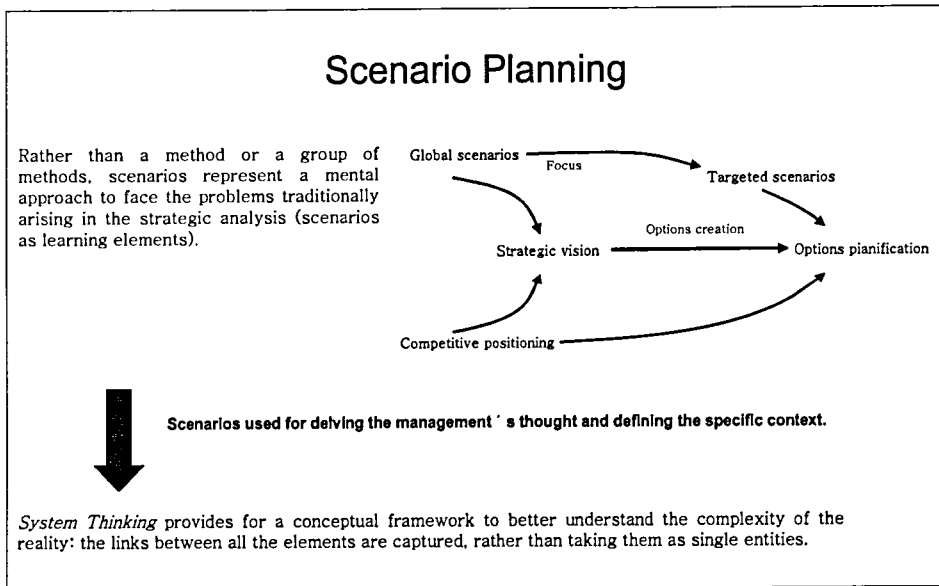 Scenario Planning
Rather than a method or a group of
methods, scenarios represent a mental
approach to face the problems traditionally
arising in the strategic analysis (scenarios
as learning elements).
Global scenarios
Focus
Targeted scenarios
Options creation
Strategic vision
Options pianification
Competitive positioning
Scenarios used for delving the management ' s thought and defining the specific context.
System Thinking provides for a conceptual framework to better understand the complexity of the
reality: the links between all the elements are captured, rather than taking them as single entities.